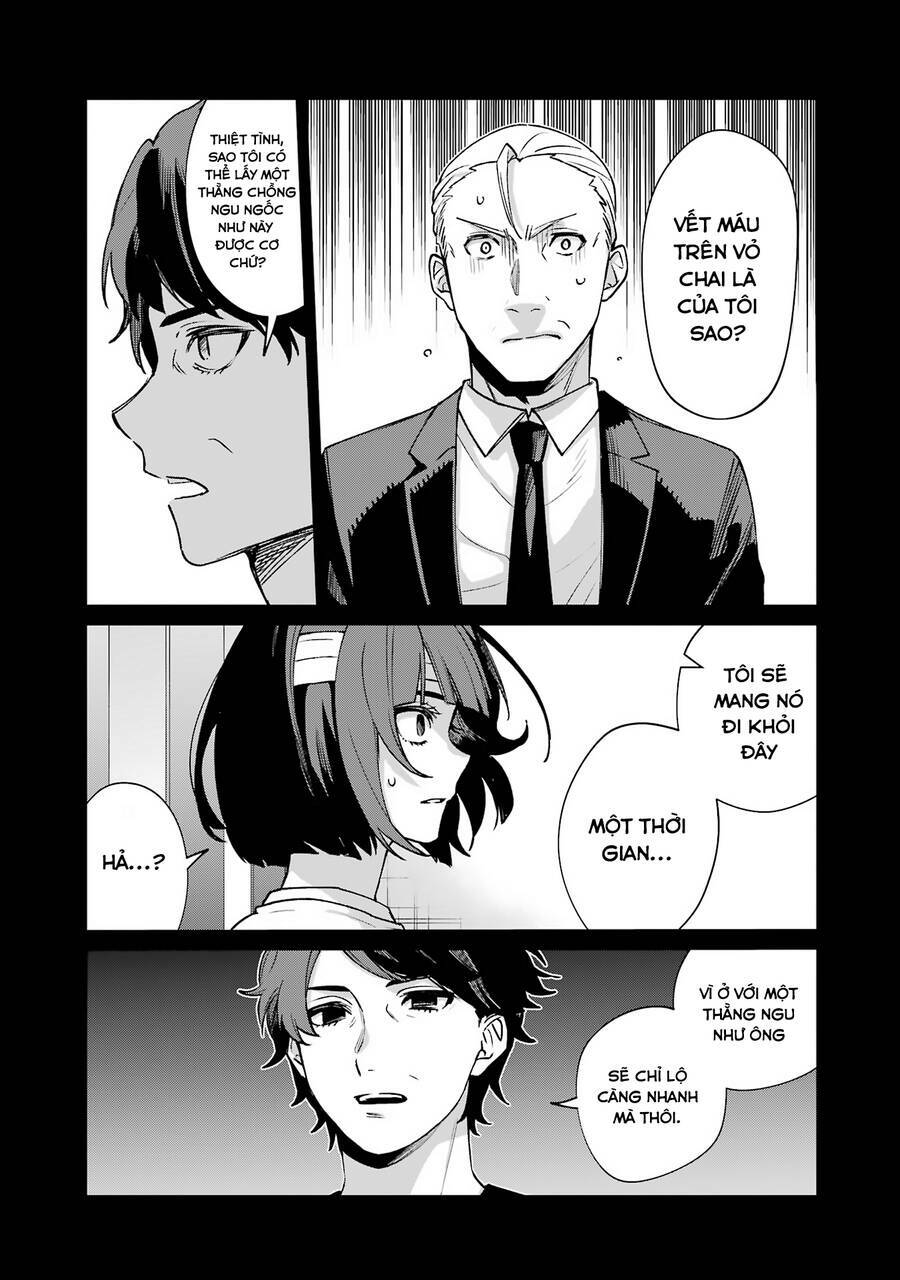 VẾT MÁU
TRÊN VỎ
CHAI LÀ
CỦA TÔI
SAO?
THIỆT TÌNH,
SAO TÔI CÓ
THỂ LẤY MỘT
THẰNG CHỒNG
NGU NGỐC
NHƯ NÀY
ĐƯỢC CƠ
CHỨ?
TÔI SẼ
MANG NÓ
ĐI KHỎI
ĐÂY
MỘT THỜI
GIAN...
HẢ...?
VÌ Ở VỚI MỘT
THẰNG NGU
NHƯ ÔNG
SẼ CHỈ LỘ
CÀNG NHANH
MÀ THÔI.